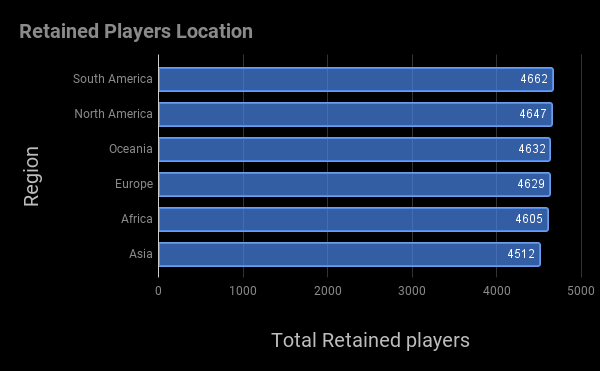 Retained Players Location
Region
South America 4662
North America 4647
Oceania 4632
Europe 4629
Africa 4605
Asia 4512
0 1000 2000 3000 4000 5000
Total Retained players